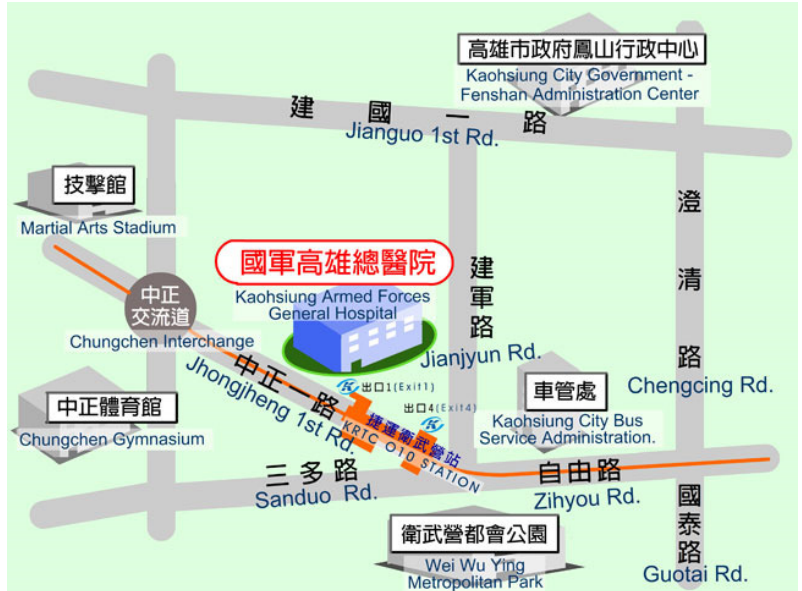 高雄市政府鳳山行政中心
Kaohsiung City Government -
Fenshan Administration Center
建國一路
Jianguo 1st Rd.
技擊館
Martial Arts Stadium
澄清路
Chengcing Rd.
國軍高雄總醫院
Kaohsiung Armed Forces
General Hospital
建軍路
Jianjyun Rd.
中正
交流道
Chungchen Interchange
中正一路
Jhongjheng 1st Rd.
出口1(Exit1)
出口4(Exit4)
車管處
Kaohsiung City Bus
Service Administration.
中正體育館
Chungchen Gymnasium
捷運衛武營站
KRTC O10 STATION
三多路
Sanduo Rd.
自由路
Zihyou Rd.
衛武營都會公園
Wei Wu Ying
Metropolitan Park
國泰路
Guotai Rd.